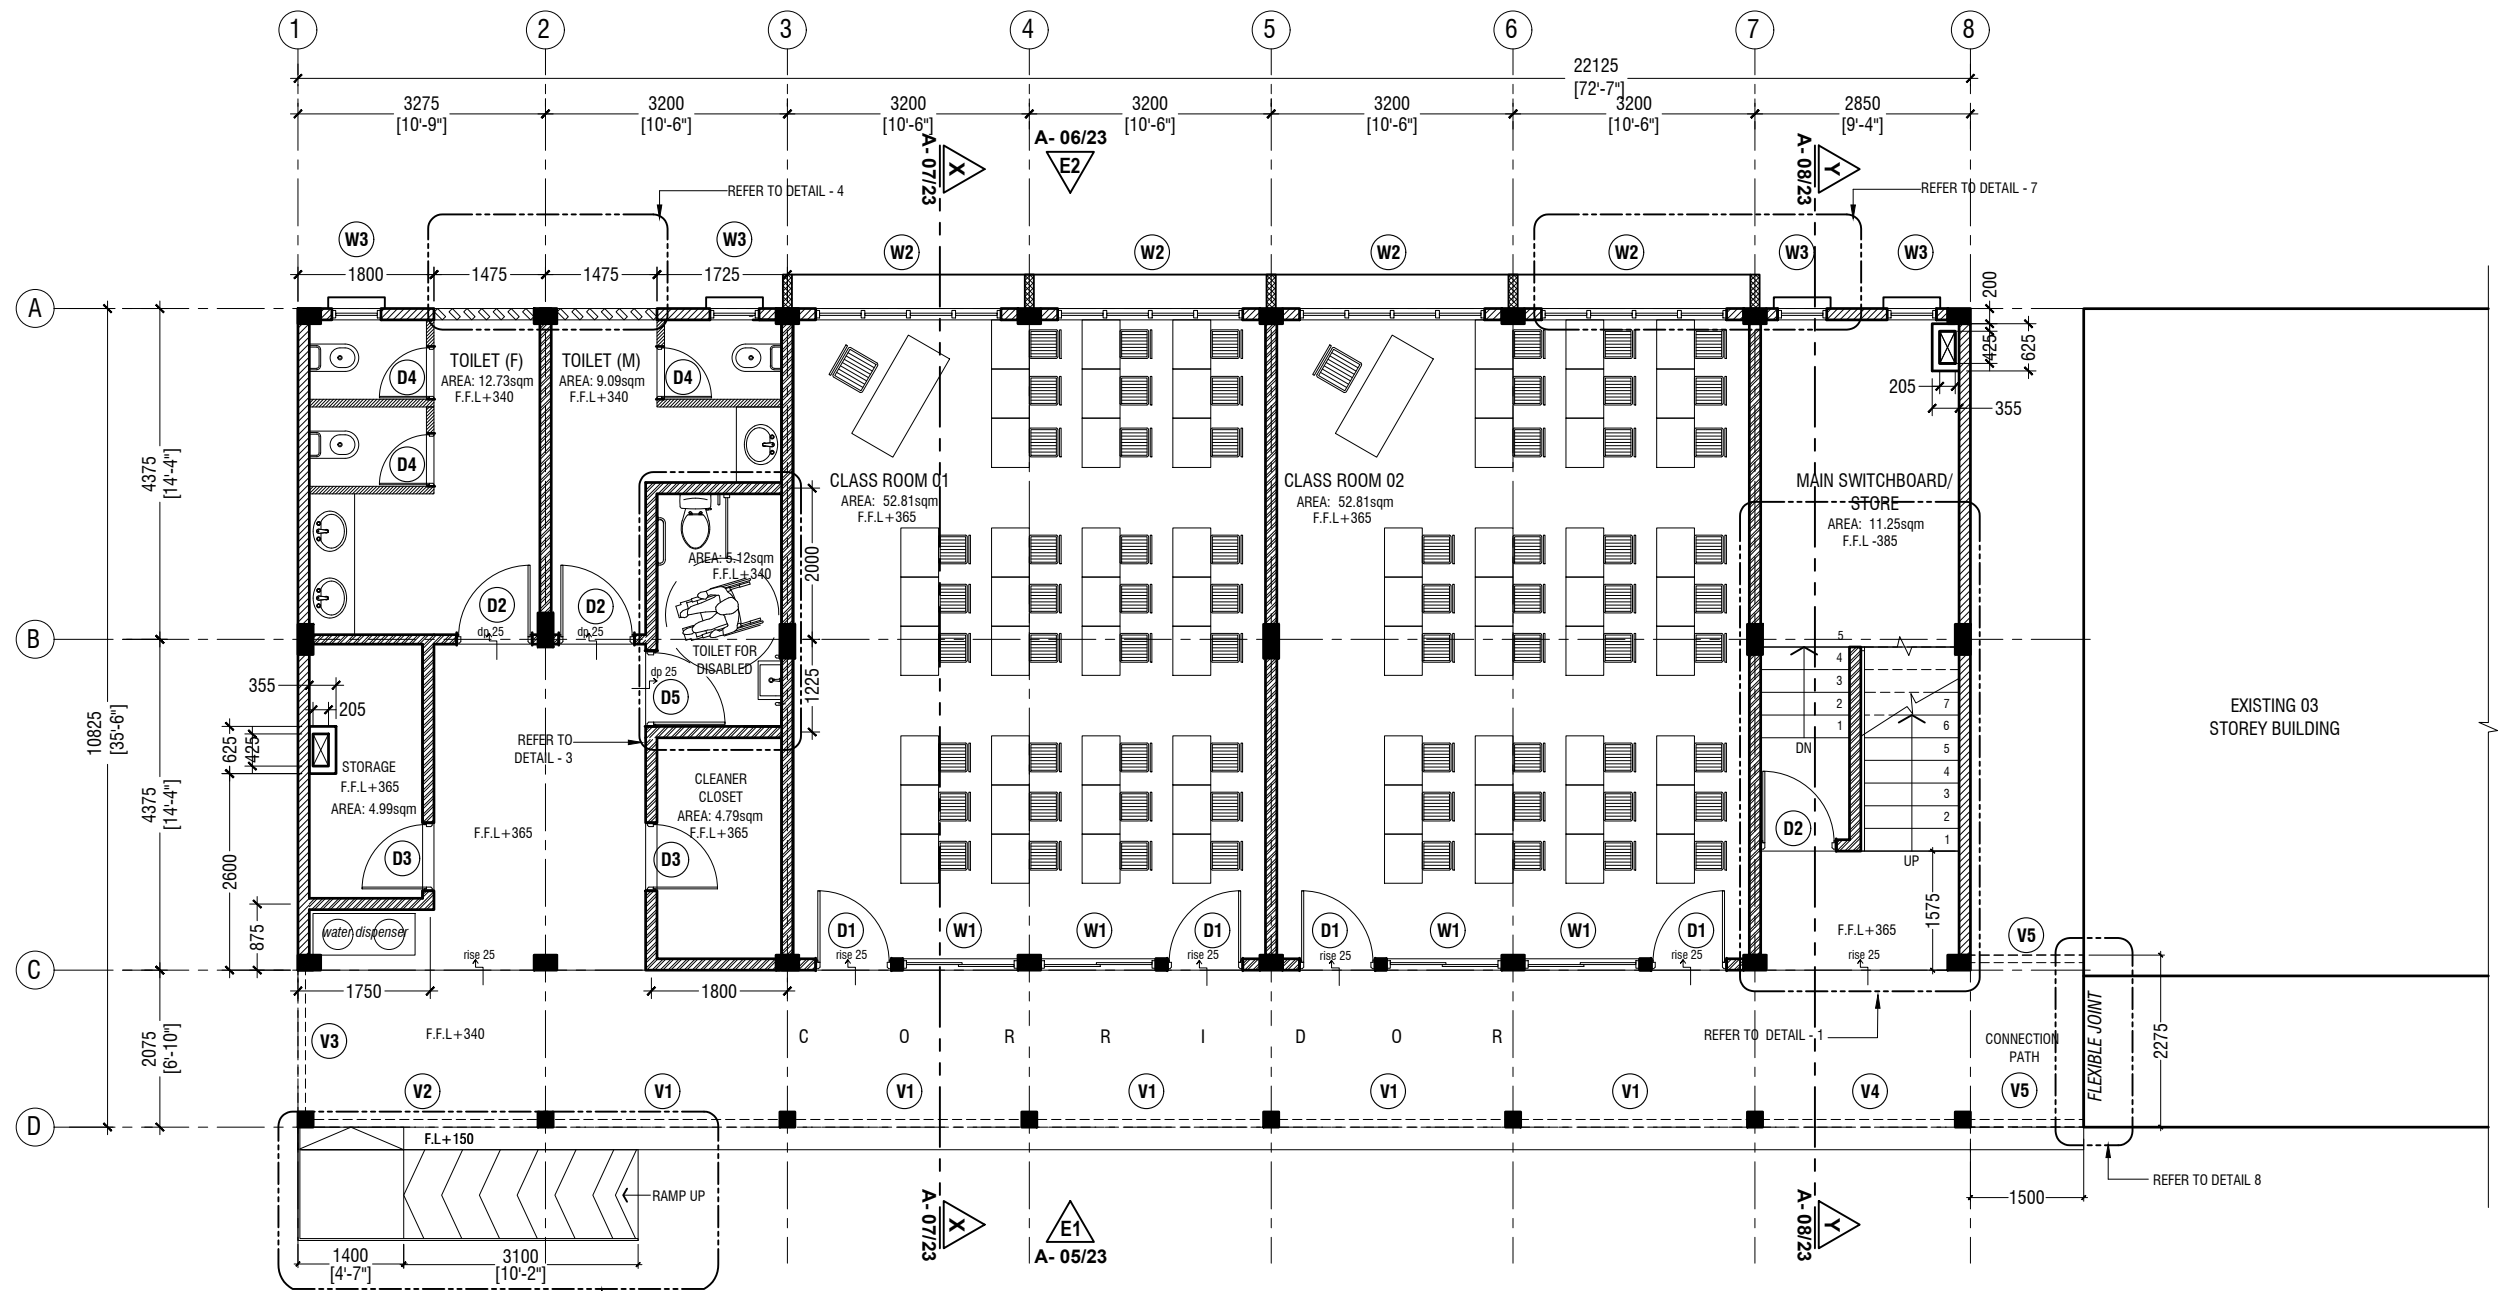 1 2 3 4 5 6 7 8
22125
[72'-7"]
3275 3200 3200 3200 3200 3200 2850
[10'-9"] [10'-6"] [10'-6"] [10'-6"] [10'-6"] [10'-6"] [9'-4"]
A- 07/23 X
A- 06/23
E2
A- 08/23 Y
REFER TO DETAIL - 4
REFER TO DETAIL - 7
W3 W3 W2 W2 W2 W2 W3 W3
1800 1475 1475 1725
200
A
425 625
205
355
TOILET (F)
AREA: 12.73sqm
F.F.L+340
TOILET (M)
AREA: 9.09sqm
F.F.L+340
D4 D4
D4
4375
[14'-4"]
CLASS ROOM 01
AREA: 52.81sqm
F.F.L+365
CLASS ROOM 02
AREA: 52.81sqm
F.F.L+365
MAIN SWITCHBOARD/
STORE
AREA: 11.25sqm
F.F.L -385
AREA: 5.12sqm
F.F.L+340
2000
D2 D2
dp 25 dp 25
B
TOILET FOR
DISABLED
dp 25
D5
1225
355
205
625 425
10825
[35'-6"]
REFER TO
DETAIL - 3
STORAGE
F.F.L+365
AREA: 4.99sqm
CLEANER
CLOSET
AREA: 4.79sqm
F.F.L+365
F.F.L+365
D3 D3
4375
[14'-4"]
2600
875
5
4
3
2
1
DN
7
6
5
4
3
2
1
UP
D2
EXISTING 03
STOREY BUILDING
1575
F.F.L+365
water dispenser
D1 W1 W1 D1 D1 W1 W1 D1
V5
rise 25 rise 25 rise 25 rise 25 rise 25 rise 25
C
1750 1800
2075
[6'-10"]
V3
F.F.L+340
C O R R I D O R
REFER TO DETAIL - 1
CONNECTION
PATH
FLEXIBLE JOINT
2275
V2 V1 V1 V1 V1 V1 V4 V5
D
F.L+150
RAMP UP
REFER TO DETAIL 8
1500
A- 07/23 X
E1
A- 05/23
A- 08/23 Y
1400 3100
[4'-7"] [10'-2"]